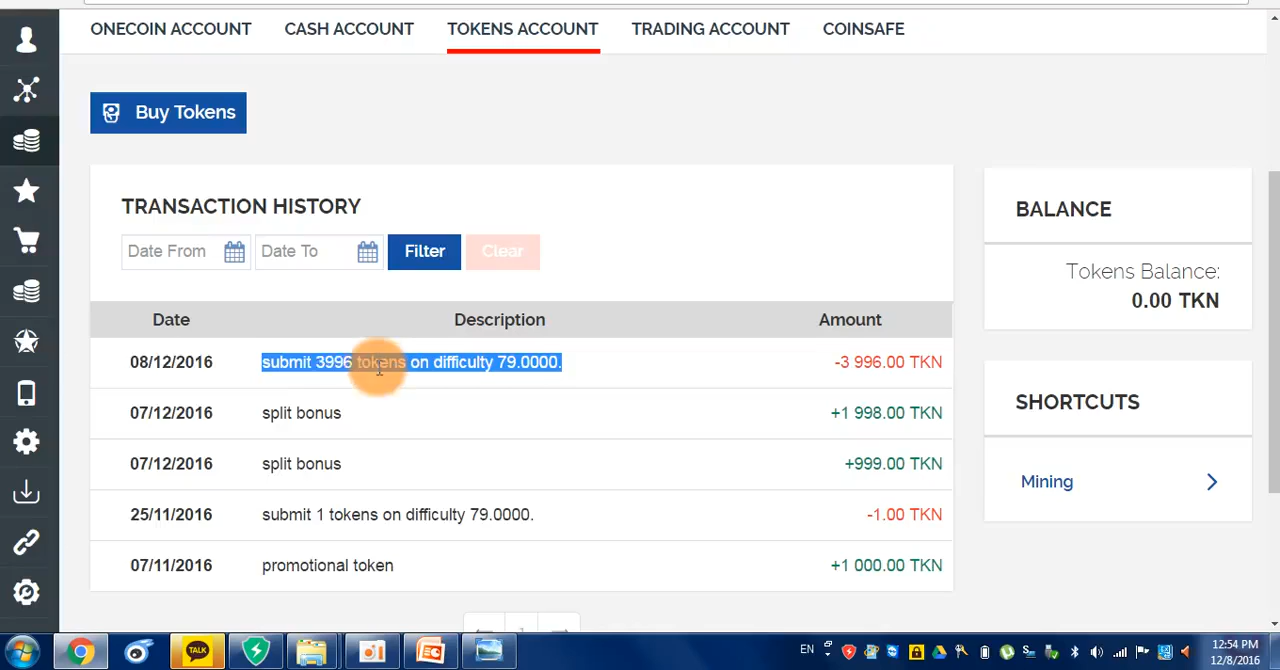 ONECOIN ACCOUNT CASH ACCOUNT TOKENS ACCOUNT TRADING ACCOUNT COINSAFE
Buy Tokens
TRANSACTION HISTORY
Date From Date To Filter Clear
Date Description Amount
08/12/2016 submit 3996 tokens on difficulty 79.0000. -3 996.00 TKN
07/12/2016 split bonus +1 998.00 TKN
07/12/2016 split bonus +999.00 TKN
25/11/2016 submit 1 tokens on difficulty 79.0000. -1.00 TKN
07/11/2016 promotional token +1 000.00 TKN
BALANCE
Tokens Balance:
0.00 TKN
SHORTCUTS
Mining
TALK
EN
12:54 PM
12/8/2016